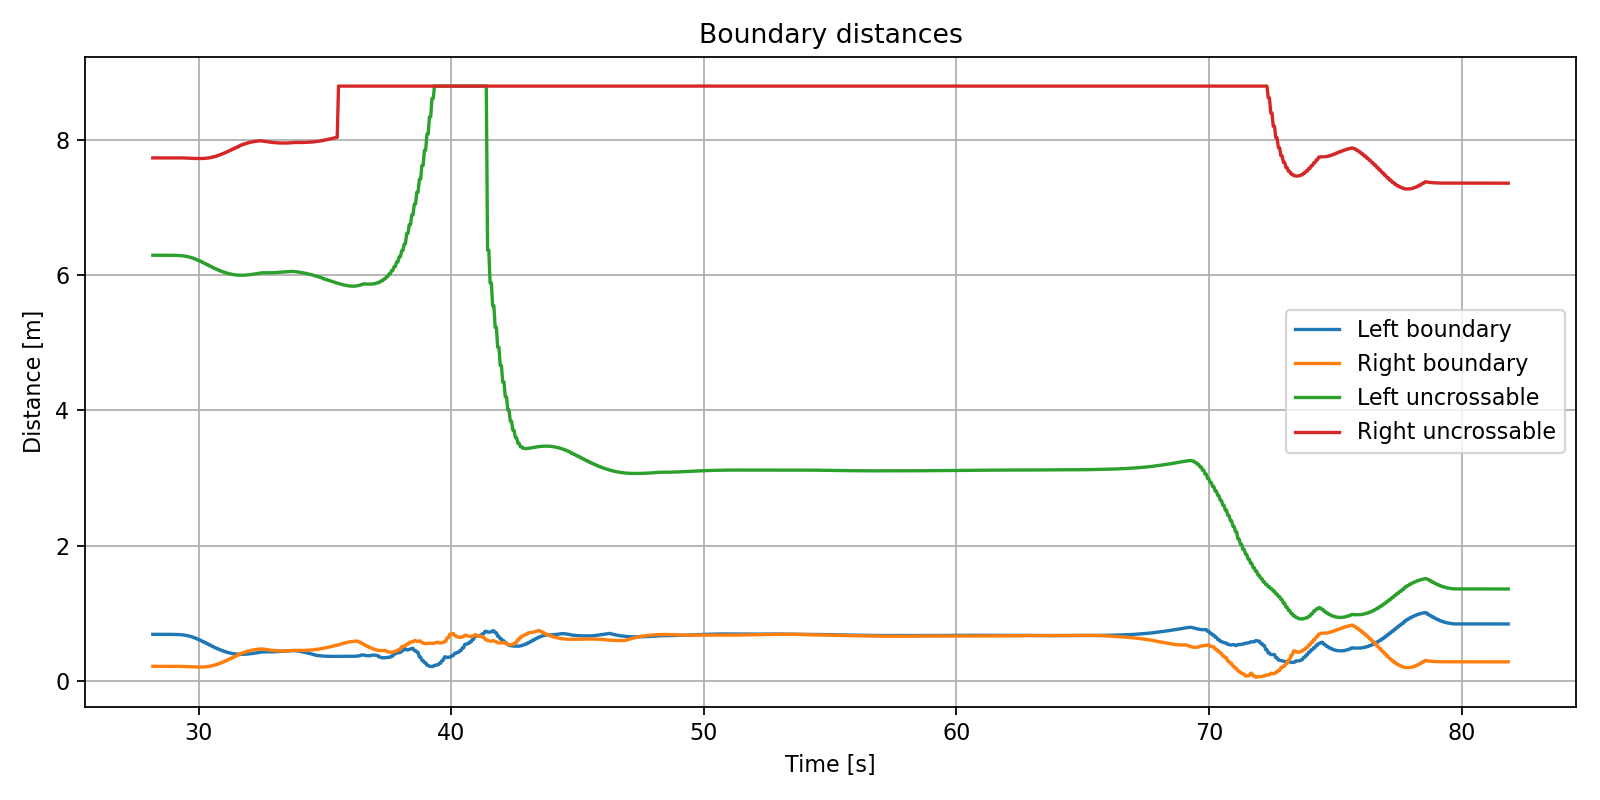 Boundary distances
Distance [m]
8
6
4
2
0
Left boundary
Right boundary
Left uncrossable
Right uncrossable
30
40
50
60
70
80
Time [s]